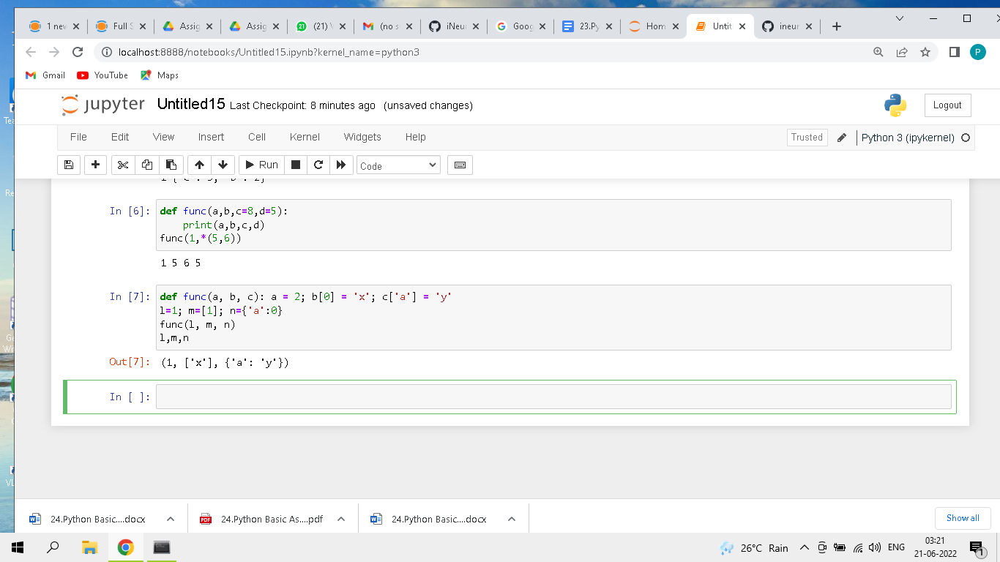 1 new
Full S
Assig
Assig
(21) \
(no s
iNeur
Goog
23.Py
Hom
Untit
ineur
localhost:8888/notebooks/Untitled15.ipynb?kernel_name=python3
P
Gmail
YouTube
Maps
jupyter Untitled15 Last Checkpoint: 8 minutes ago (unsaved changes)
Logout
File Edit View Insert Cell Kernel Widgets Help
Trusted
Python 3 (ipykernel)
Run
Code
In [6]: def func(a,b,c=8,d=5):
print(a,b,c,d)
func(1,*(5,6))
1 5 6 5
In [7]: def func(a, b, c): a = 2; b[0] = 'x'; c['a'] = 'y'
l=1; m=[1]; n={'a':0}
func(l, m, n)
l,m,n
Out[7]: (1, ['x'], {'a': 'y'})
In [ ]:
24.Python Basic....docx
PDF
24.Python Basic As....pdf
24.Python Basic....docx
Show all
26°C Rain
ENG
03:21
21-06-2022
1